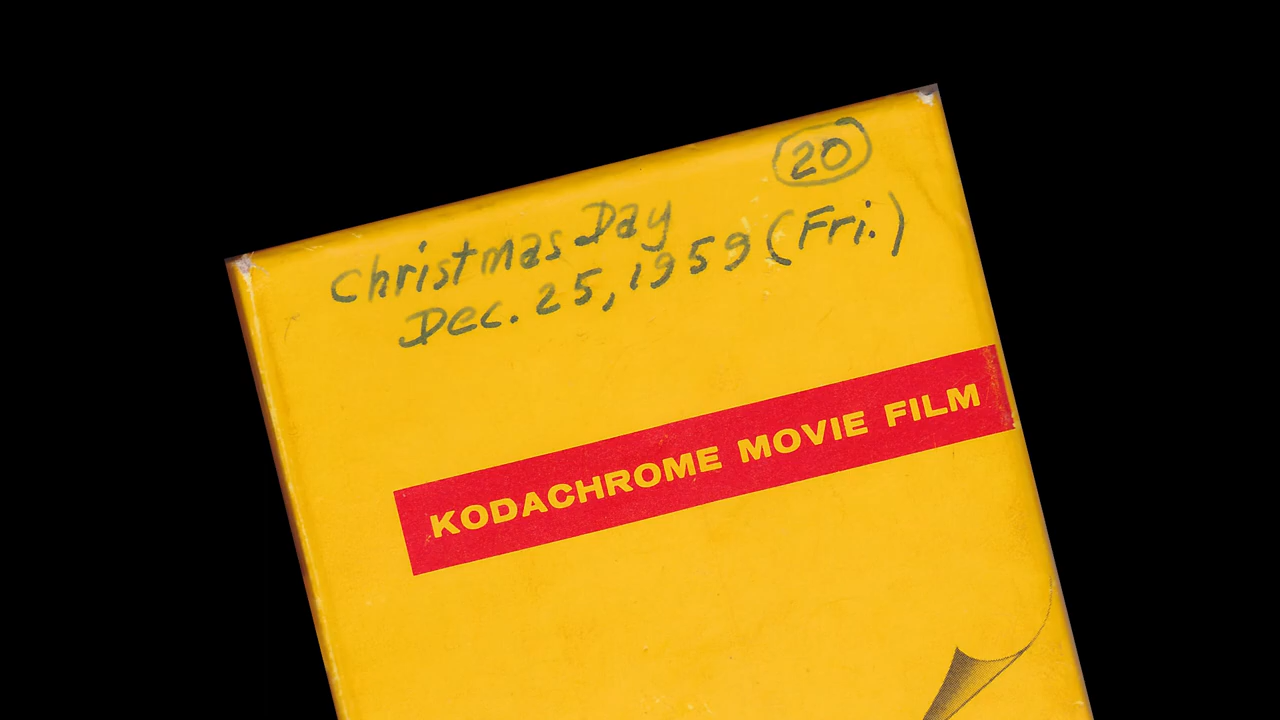 20
Christmas Day
Dec. 25, 1959 (Fri.)
KODACHROME MOVIE FILM